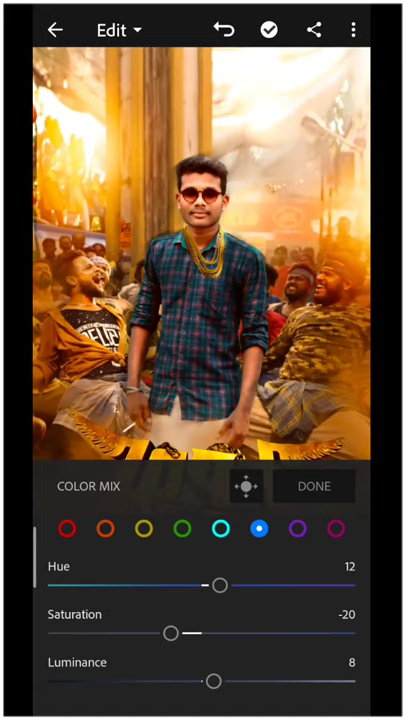 Edit
COLOR MIX
DONE
Hue
12
Saturation
-20
Luminance
8